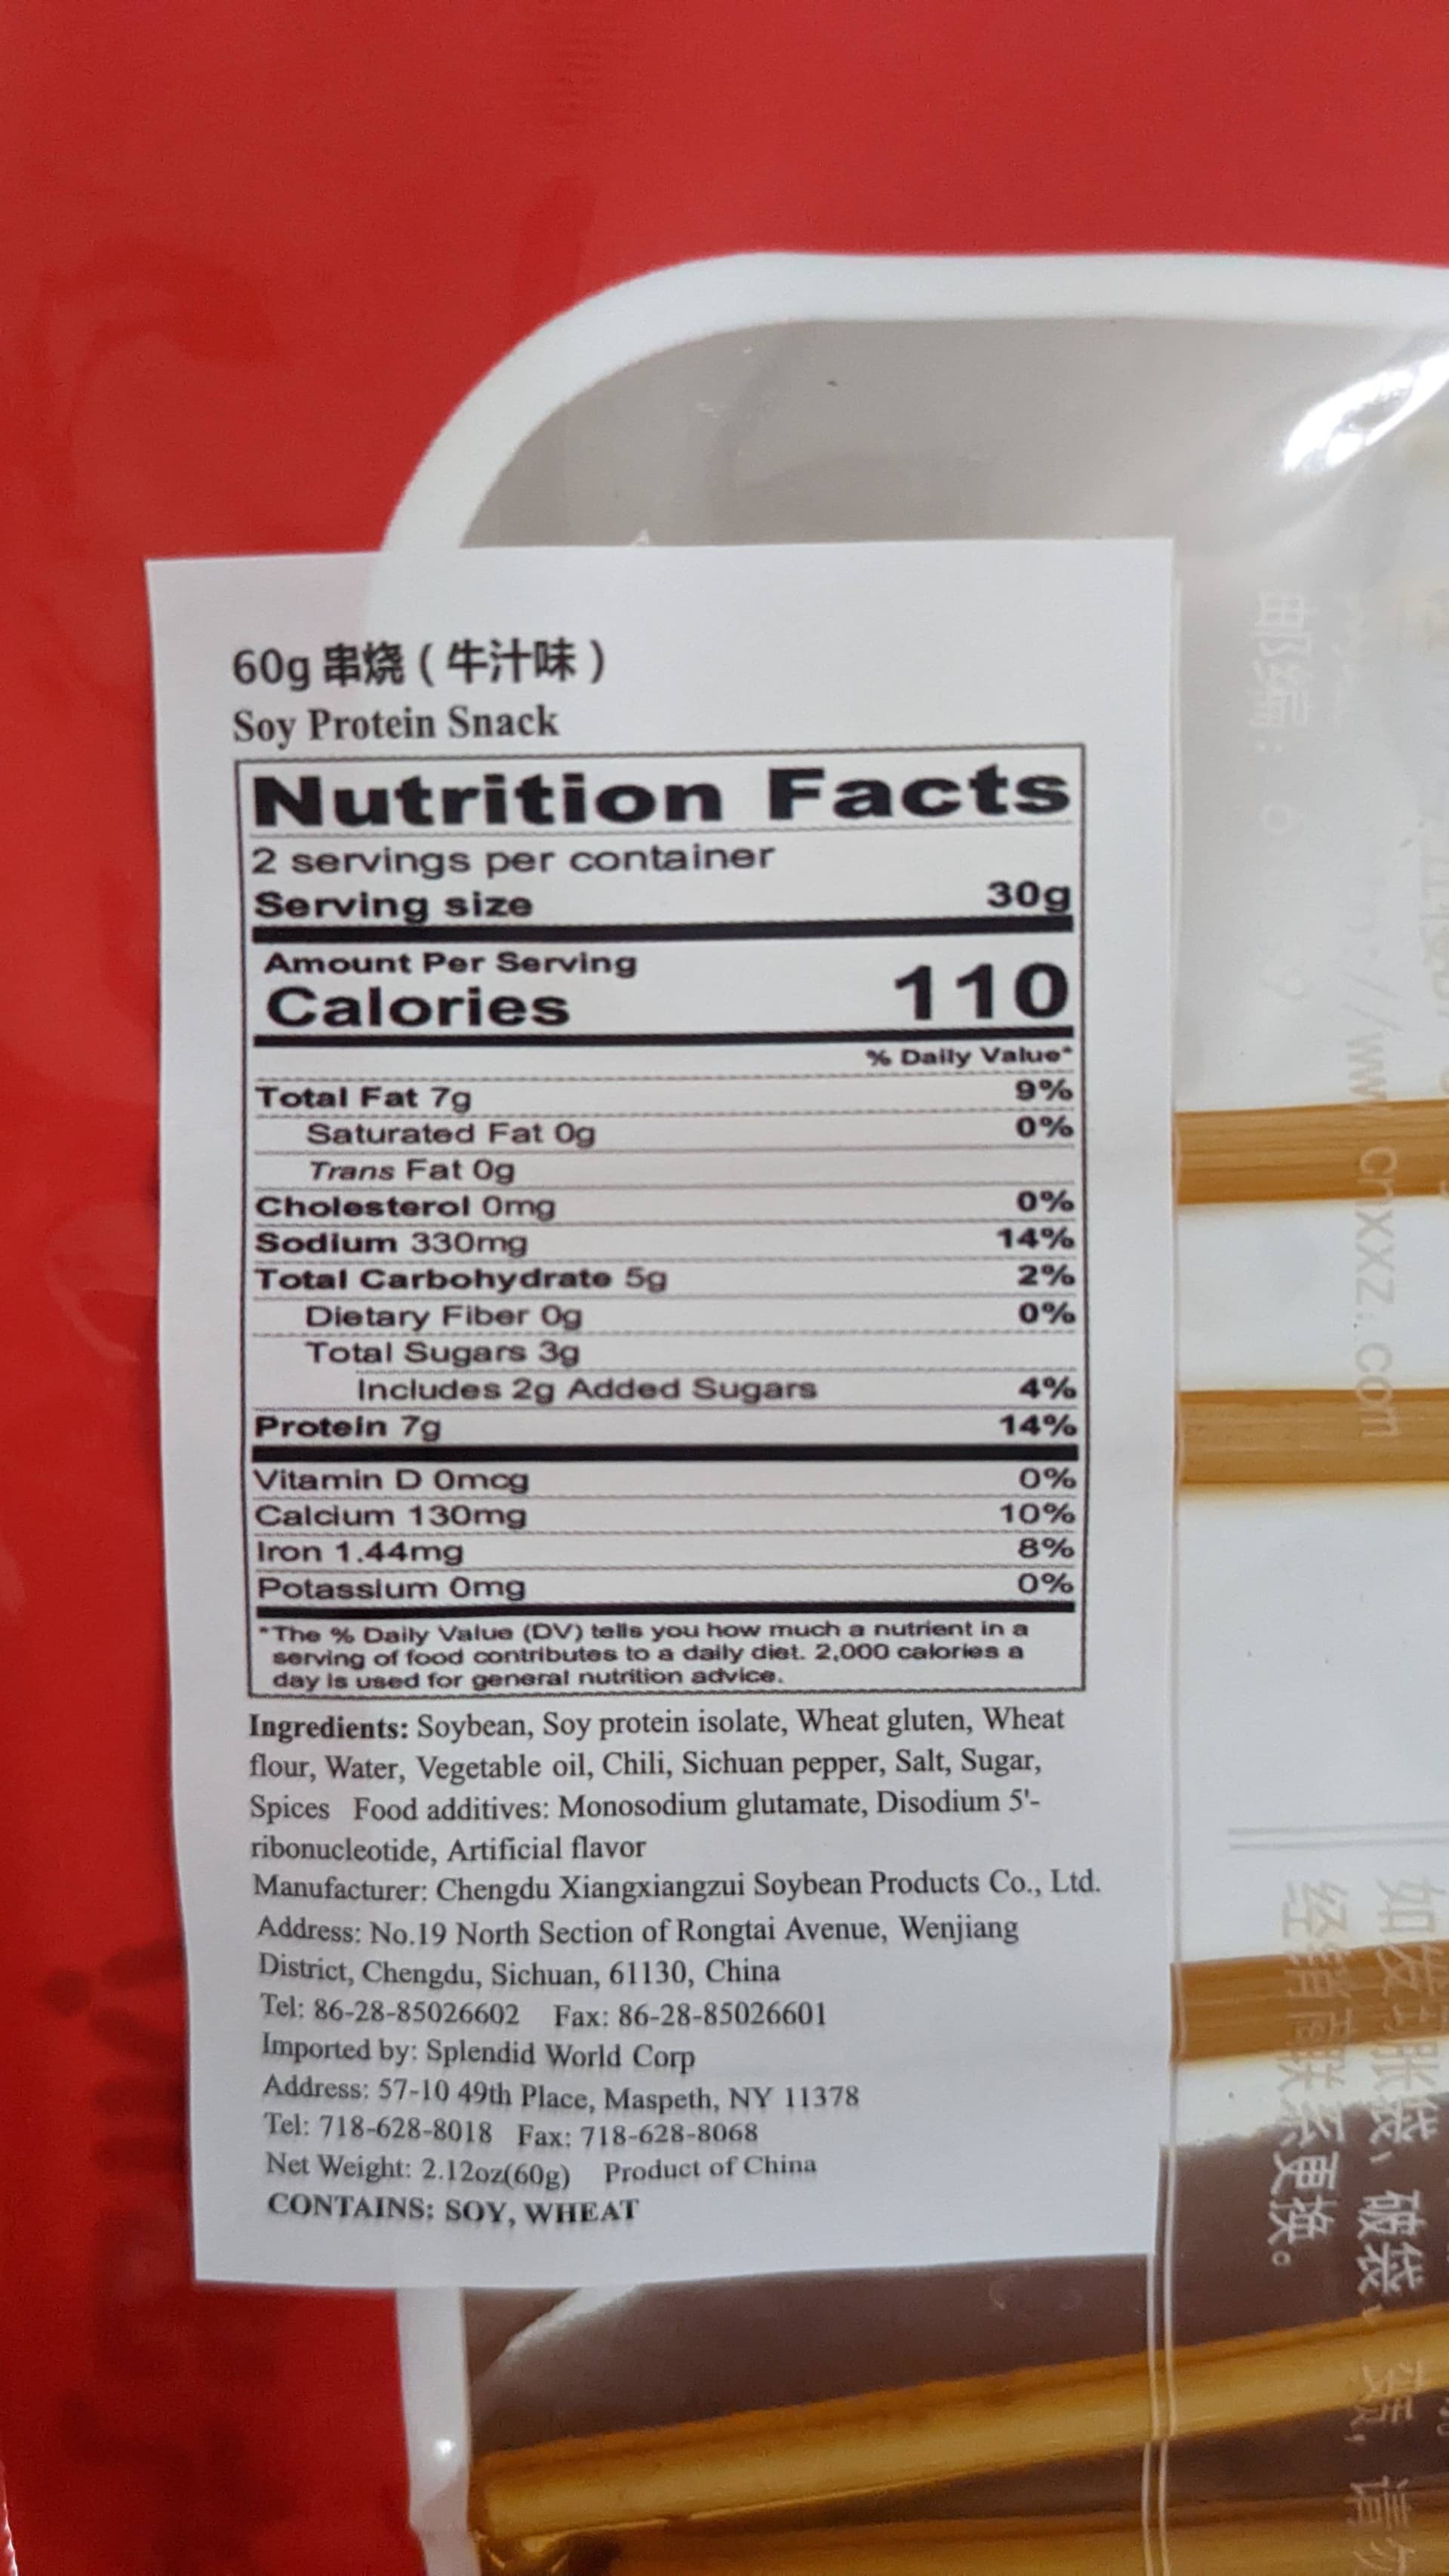 60g 串烧 ( 牛汁味 )
Soy Protein Snack
Nutrition Facts
2 servings per container
Serving size 30g
Amount Per Serving
Calories 110
% Daily Value*
Total Fat 7g 9%
Saturated Fat 0g 0%
Trans Fat 0g
Cholesterol 0mg 0%
Sodium 330mg 14%
Total Carbohydrate 5g 2%
Dietary Fiber 0g 0%
Total Sugars 3g
Includes 2g Added Sugars 4%
Protein 7g 14%
Vitamin D 0mcg 0%
Calcium 130mg 10%
Iron 1.44mg 8%
Potassium 0mg 0%
*The % Daily Value (DV) tells you how much a nutrient in a
serving of food contributes to a daily diet. 2,000 calories a
day is used for general nutrition advice.
Ingredients: Soybean, Soy protein isolate, Wheat gluten, Wheat
flour, Water, Vegetable oil, Chili, Sichuan pepper, Salt, Sugar,
Spices Food additives: Monosodium glutamate, Disodium 5'-
ribonucleotide, Artificial flavor
Manufacturer: Chengdu Xiangxiangzui Soybean Products Co., Ltd.
Address: No.19 North Section of Rongtai Avenue, Wenjiang
District, Chengdu, Sichuan, 61130, China
Tel: 86-28-85026602 Fax: 86-28-85026601
Imported by: Splendid World Corp
Address: 57-10 49th Place, Maspeth, NY 11378
Tel: 718-628-8018 Fax: 718-628-8068
Net Weight: 2.12oz(60g) Product of China
CONTAINS: SOY, WHEAT
邮编:
cnxxz.com
如发现胀袋、破袋、
经销商联系更换。